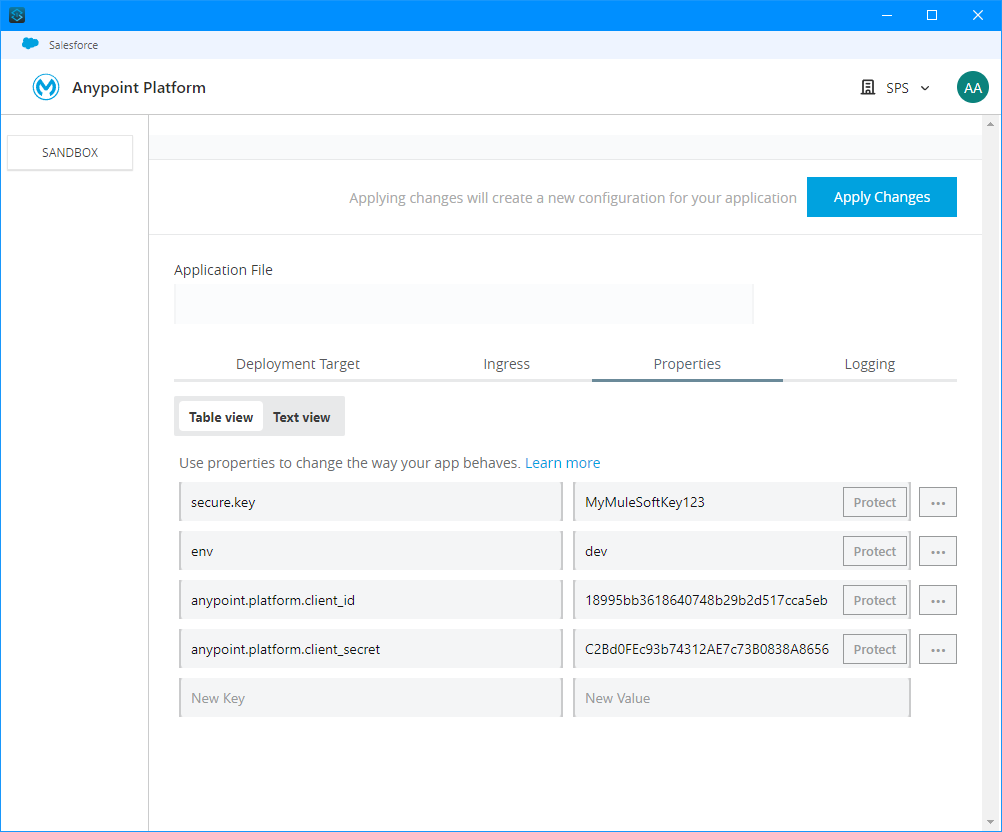 Salesforce
Anypoint Platform
SPS
AA
SANDBOX
Applying changes will create a new configuration for your application
Apply Changes
Application File
Deployment Target Ingress Properties Logging
Table view Text view
Use properties to change the way your app behaves. Learn more
secure.key MyMuleSoftKey123 Protect ...
env dev Protect ...
anypoint.platform.client_id 18995bb3618640748b29b2d517cca5eb Protect ...
anypoint.platform.client_secret C2Bd0FEc93b74312AE7c73B0838A8656 Protect ...
New Key New Value